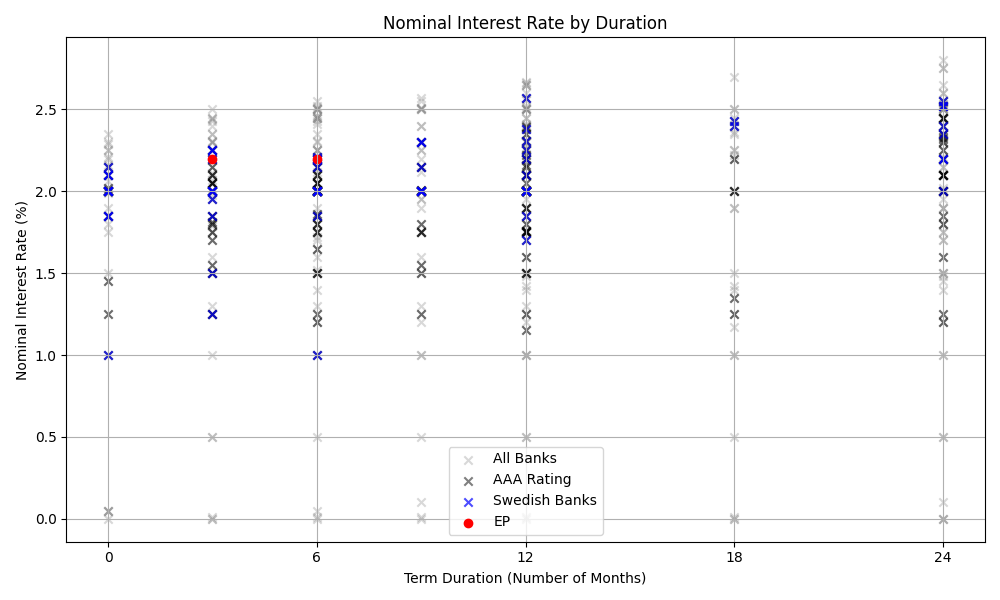 Nominal Interest Rate by Duration
Nominal Interest Rate (%)
2.5
2.0
1.5
1.0
0.5
0.0
All Banks
AAA Rating
Swedish Banks
EP
0 6 12 18 24
Term Duration (Number of Months)